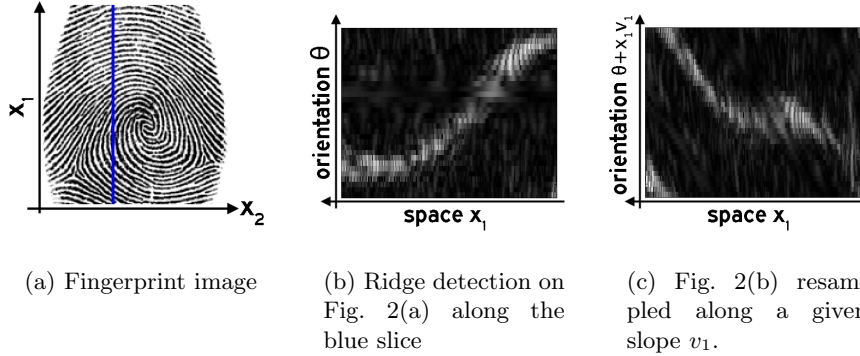 x₁
x₂
orientation θ
space x₁
orientation θ+x₁v₁
space x₁
(a) Fingerprint image
(b) Ridge detection on
Fig. 2(a) along the
blue slice
(c) Fig. 2(b) resam-
pled along a given
slope v₁.